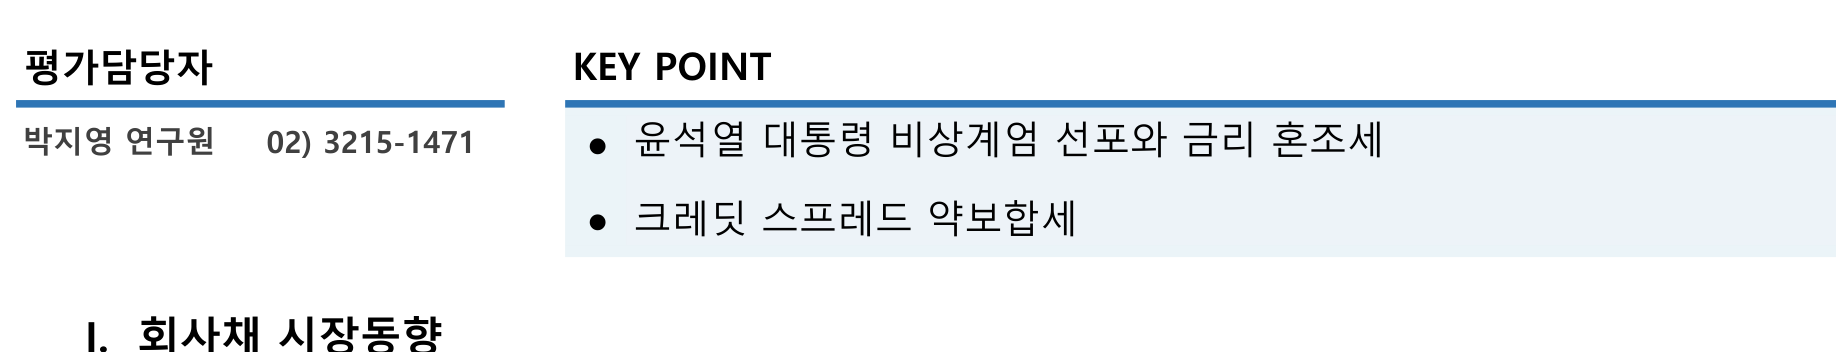 평가담당자
박지영 연구원 02) 3215-1471
KEY POINT
● 윤석열 대통령 비상계엄 선포와 금리 혼조세
● 크레딧 스프레드 약보합세
I. 회사채 시장동향